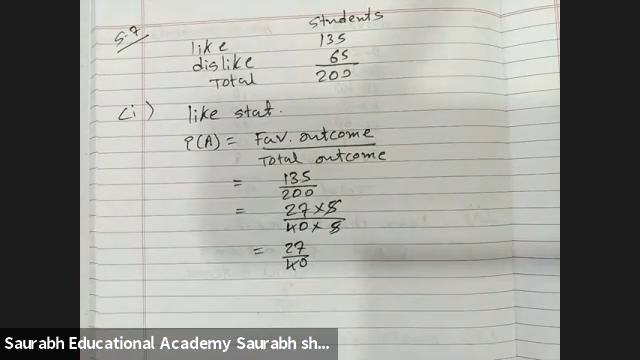 S-7
Students
like 135
dislike 65
Total 200
(i) like stat.
P(A) = Fav. outcome
Total outcome
= 135
200
= 27 × 5
40 × 5
= 27
40
Saurabh Educational Academy Saurabh sh...